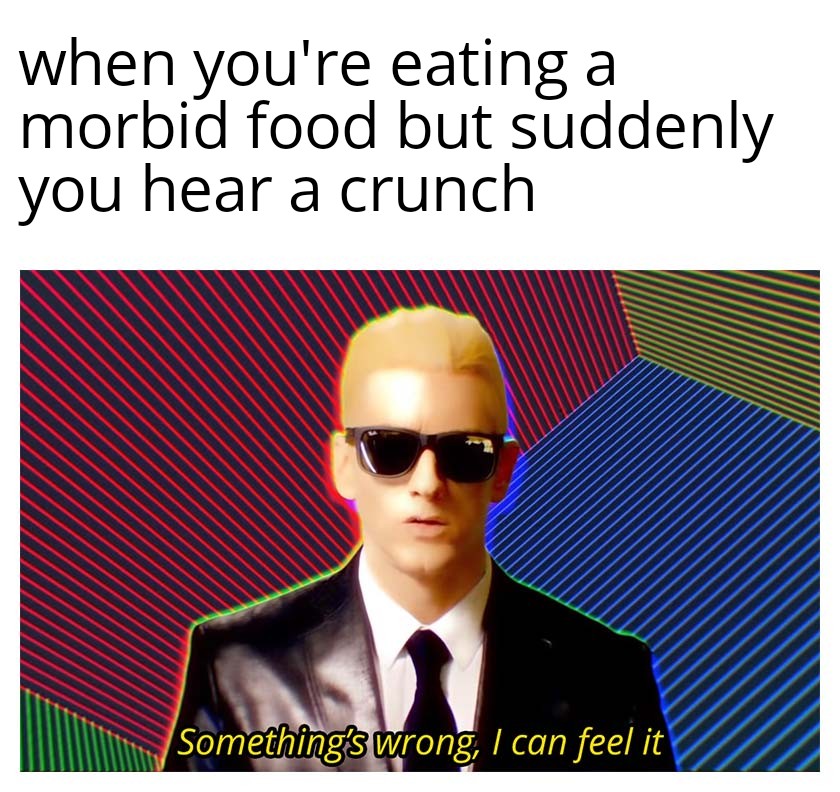 when you're eating a
morbid food but suddenly
you hear a crunch
Something's wrong, I can feel it